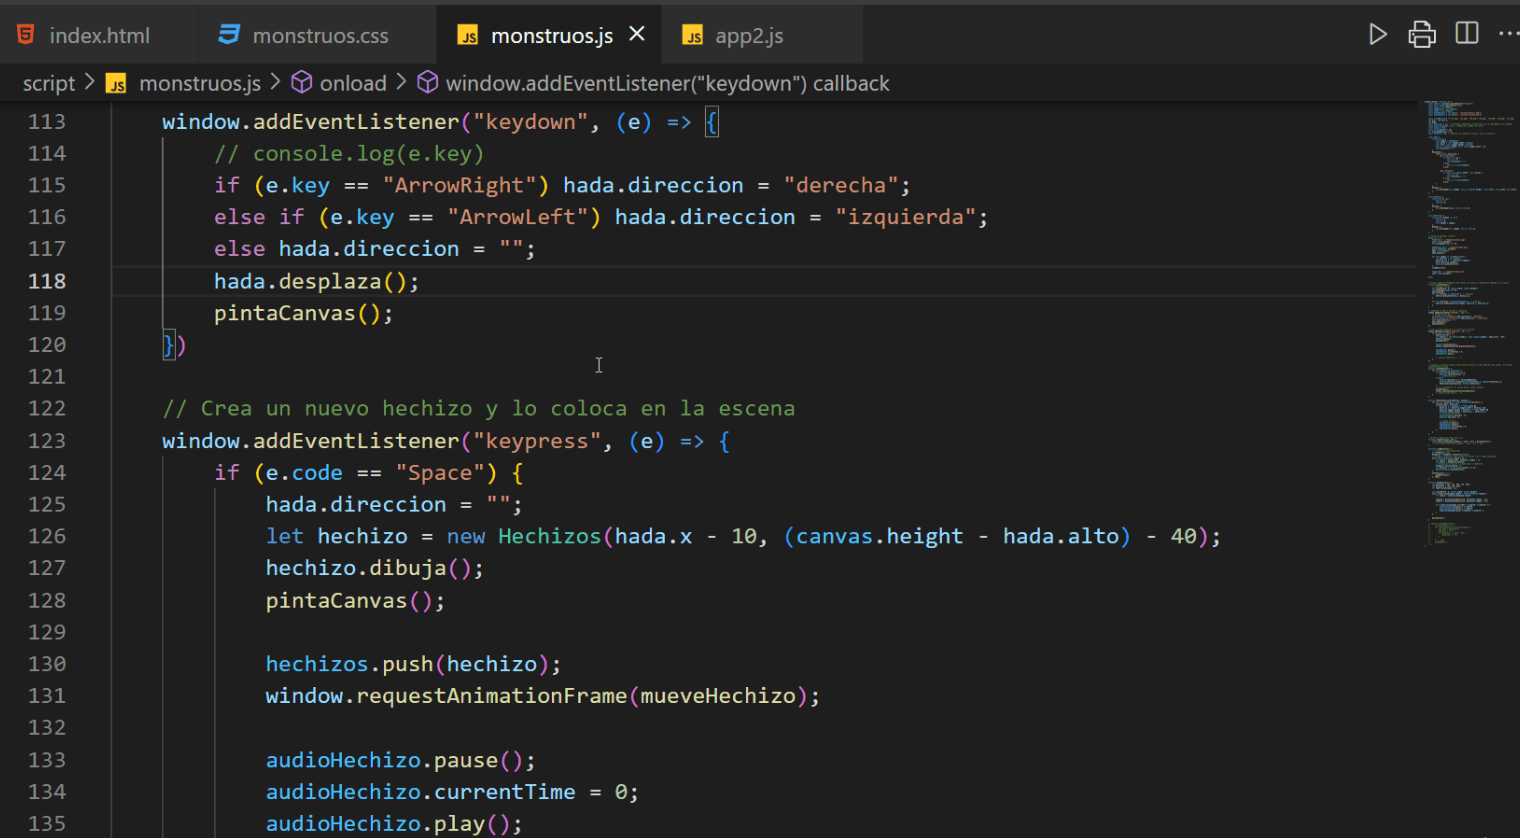 index.html monstruos.css JS monstruos.js JS app2.js
script JS monstruos.js onload window.addEventListener("keydown") callback
113 window.addEventListener("keydown", (e) => {
114 // console.log(e.key)
115 if (e.key == "ArrowRight") hada.direccion = "derecha";
116 else if (e.key == "ArrowLeft") hada.direccion = "izquierda";
117 else hada.direccion = "";
118 hada.desplaza();
119 pintaCanvas();
120 })
121
122 // Crea un nuevo hechizo y lo coloca en la escena
123 window.addEventListener("keypress", (e) => {
124 if (e.code == "Space") {
125 hada.direccion = "";
126 let hechizo = new Hechizos(hada.x - 10, (canvas.height - hada.alto) - 40);
127 hechizo.dibuja();
128 pintaCanvas();
129
130 hechizos.push(hechizo);
131 window.requestAnimationFrame(mueveHechizo);
132
133 audioHechizo.pause();
134 audioHechizo.currentTime = 0;
135 audioHechizo.play();